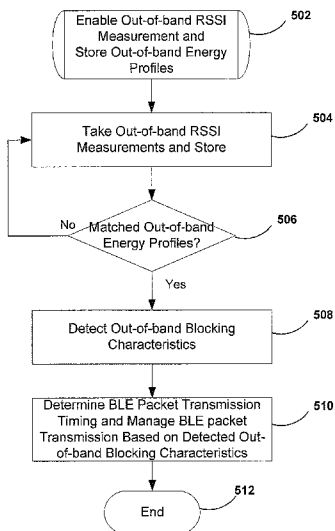 Enable Out-of-band RSSI
Measurement and
Store Out-of-band Energy
Profiles
502
Take Out-of-band RSSI
Measurements and Store
504
No
Matched Out-of-band
Energy Profiles?
506
Yes
Detect Out-of-band Blocking
Characteristics
508
Determine BLE Packet Transmission
Timing and Manage BLE packet
Transmission Based on Detected Out-
of-band Blocking Characteristics
510
End
512